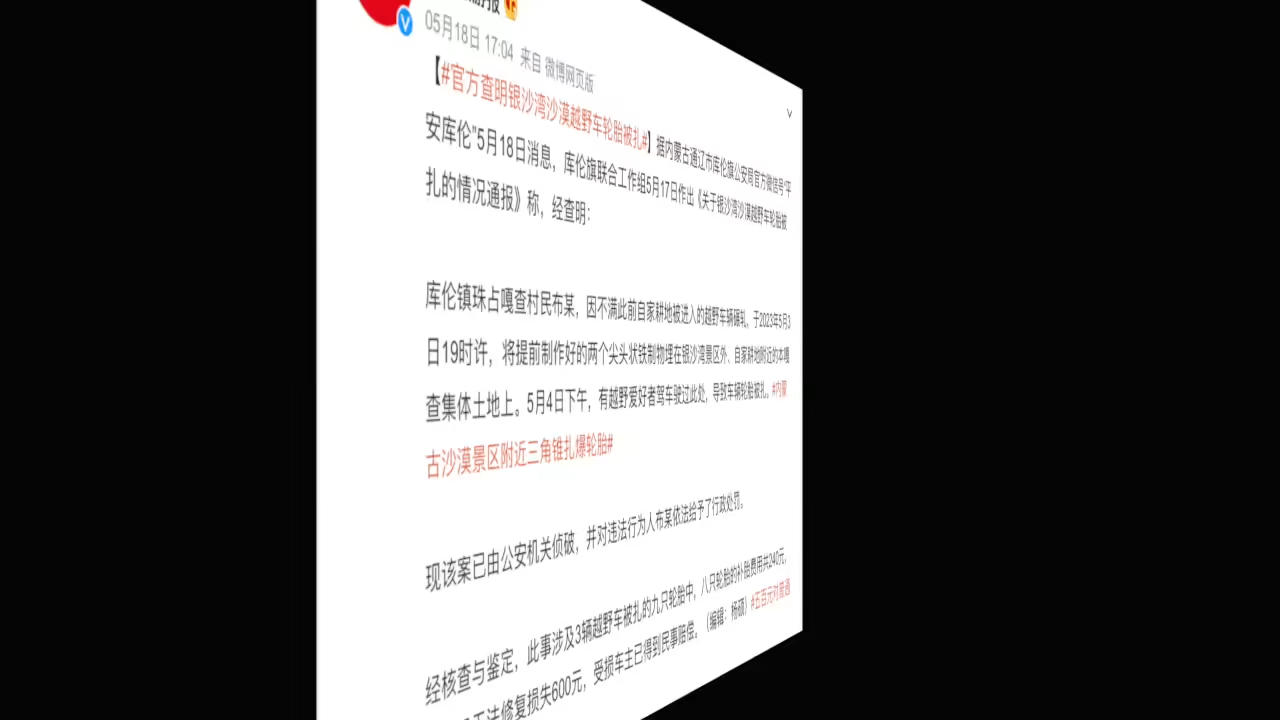 05月18日 17:04 来自 微博网页版
【#官方查明银沙湾沙漠越野车轮胎被扎#】据内蒙古通辽市库伦旗公安局官方微信号"平
安库伦"5月18日消息，库伦旗联合工作组5月17日作出《关于银沙湾沙漠越野车轮胎被
扎的情况通报》称，经查明：
库伦镇珠占嘎查村民布某，因不满此前自家耕地被进入的越野车辆碾轧，于2023年5月3
日19时许，将提前制作好的两个尖头状铁制物埋在银沙湾景区外、自家耕地附近的本嘎
查集体土地上。5月4日下午，有越野爱好者驾车驶过此处，导致车辆轮胎被扎。#内蒙
古沙漠景区附近三角锥扎爆轮胎#
现该案已由公安机关侦破，并对违法行为人布某依法给予了行政处罚。
经核查与鉴定，此事涉及3辆越野车被扎的九只轮胎中，八只轮胎的补胎费用共240元，
无法修复损失600元，受损车主已得到民事赔偿。（编辑：杨硕）#五百元对普通